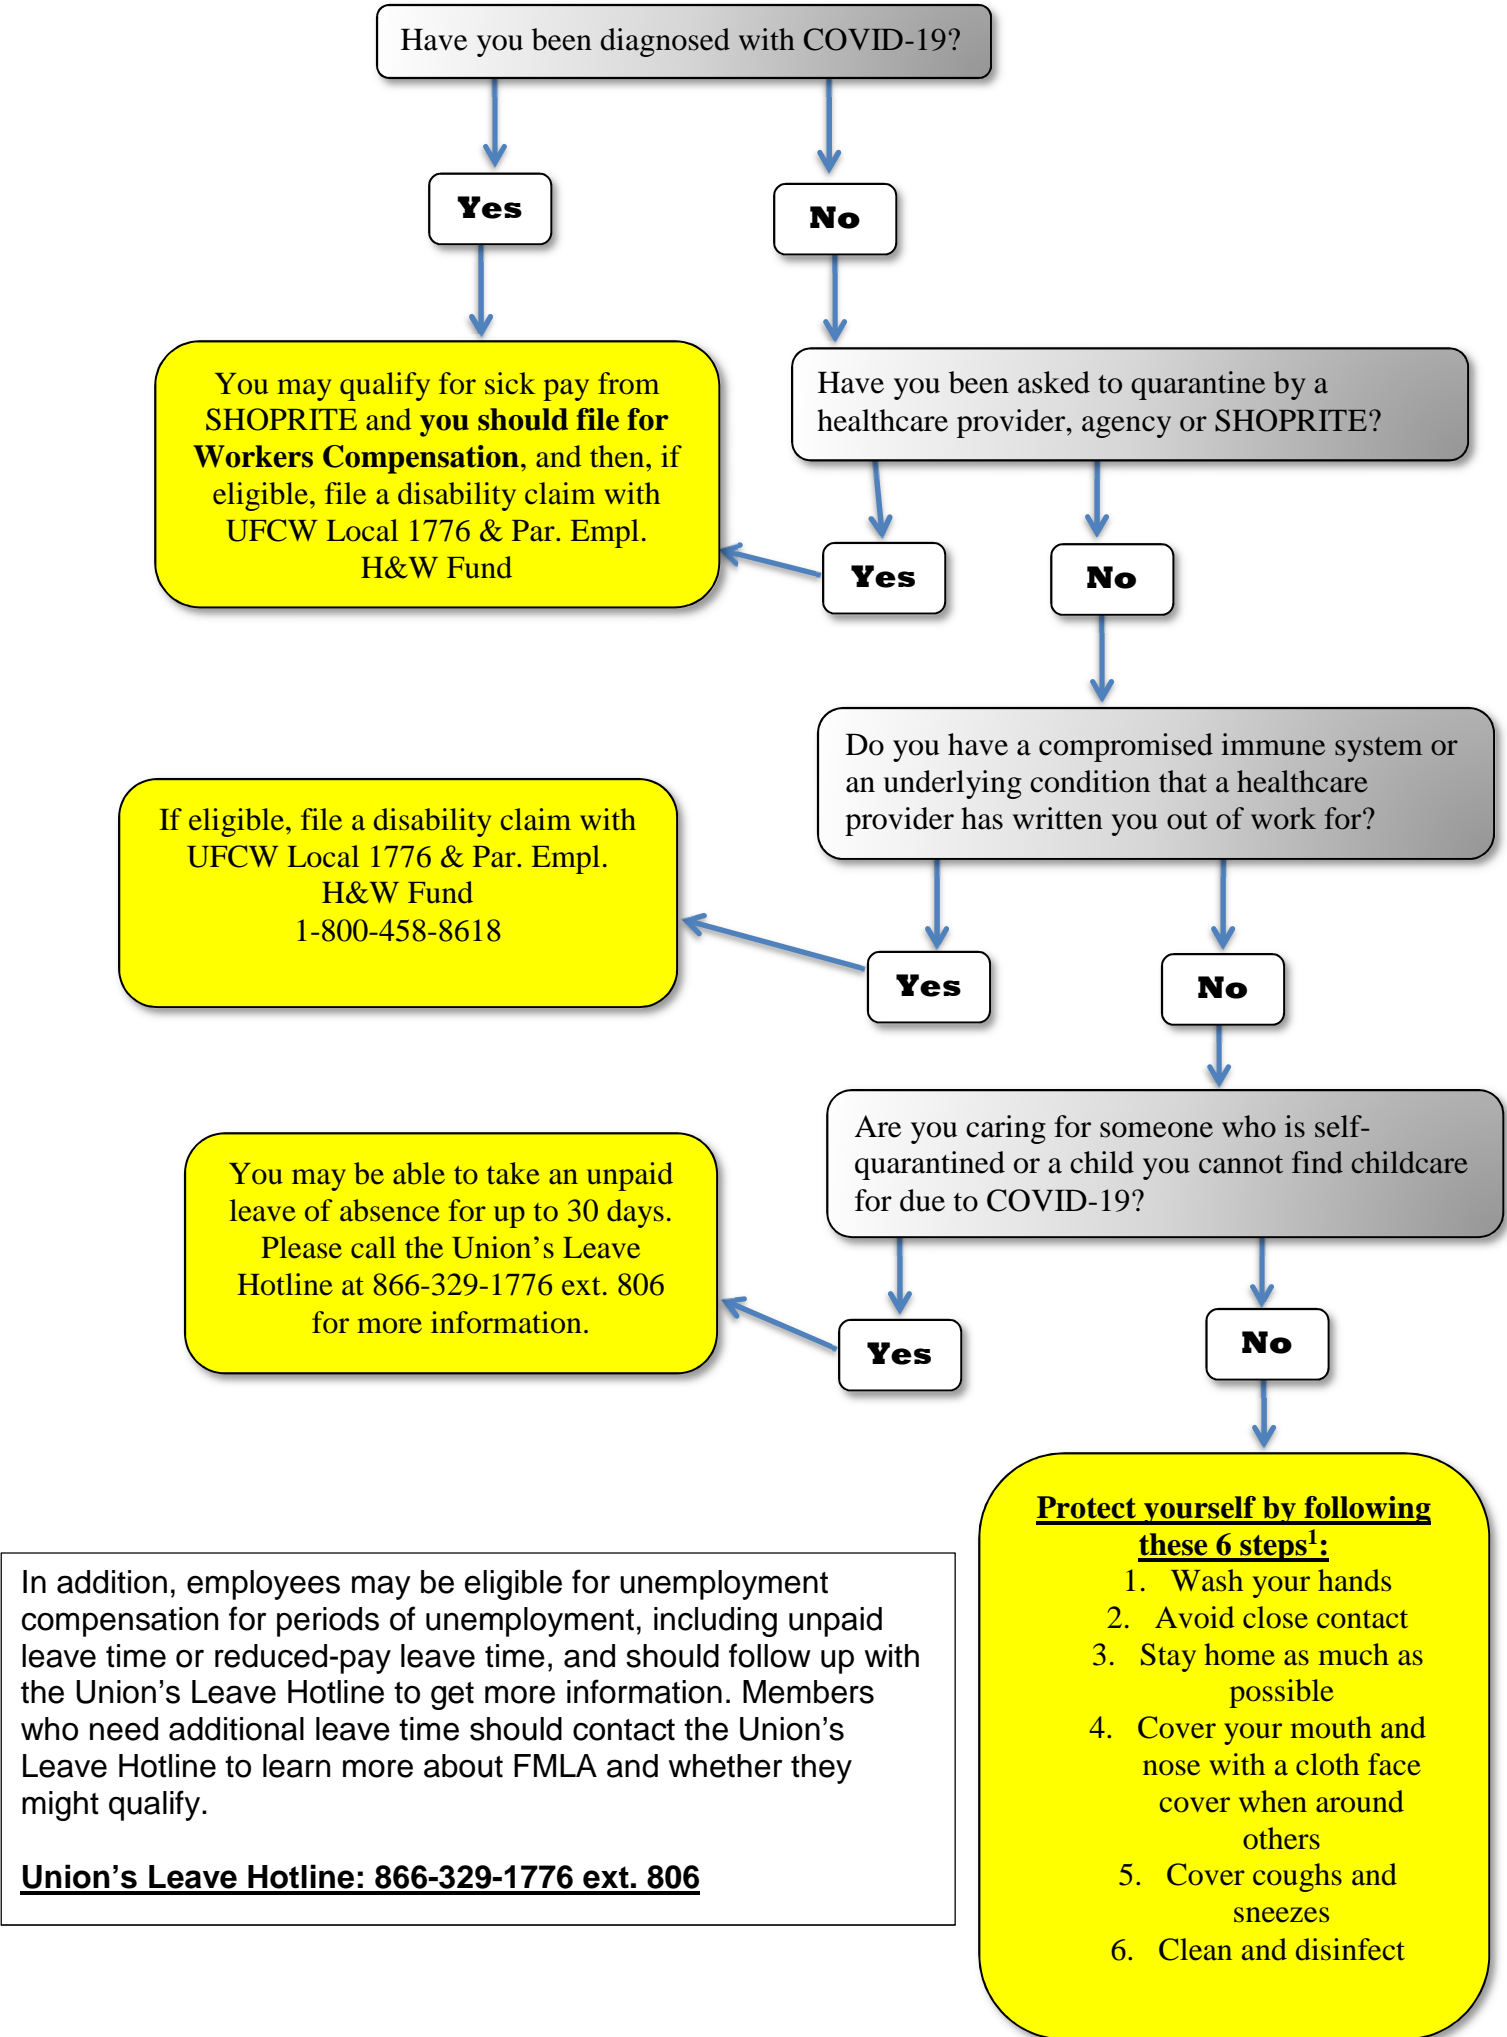 Have you been diagnosed with COVID-19?
Yes
No
You may qualify for sick pay from
SHOPRITE and you should file for
Workers Compensation, and then, if
eligible, file a disability claim with
UFCW Local 1776 & Par. Empl.
H&W Fund
Have you been asked to quarantine by a
healthcare provider, agency or SHOPRITE?
Yes
No
Do you have a compromised immune system or
an underlying condition that a healthcare
provider has written you out of work for?
If eligible, file a disability claim with
UFCW Local 1776 & Par. Empl.
H&W Fund
1-800-458-8618
Yes
No
Are you caring for someone who is self-
quarantined or a child you cannot find childcare
for due to COVID-19?
You may be able to take an unpaid
leave of absence for up to 30 days.
Please call the Union’s Leave
Hotline at 866-329-1776 ext. 806
for more information.
Yes
No
Protect yourself by following
these 6 steps1:
1. Wash your hands
2. Avoid close contact
3. Stay home as much as
possible
4. Cover your mouth and
nose with a cloth face
cover when around
others
5. Cover coughs and
sneezes
6. Clean and disinfect
In addition, employees may be eligible for unemployment
compensation for periods of unemployment, including unpaid
leave time or reduced-pay leave time, and should follow up with
the Union’s Leave Hotline to get more information. Members
who need additional leave time should contact the Union’s
Leave Hotline to learn more about FMLA and whether they
might qualify.
Union’s Leave Hotline: 866-329-1776 ext. 806